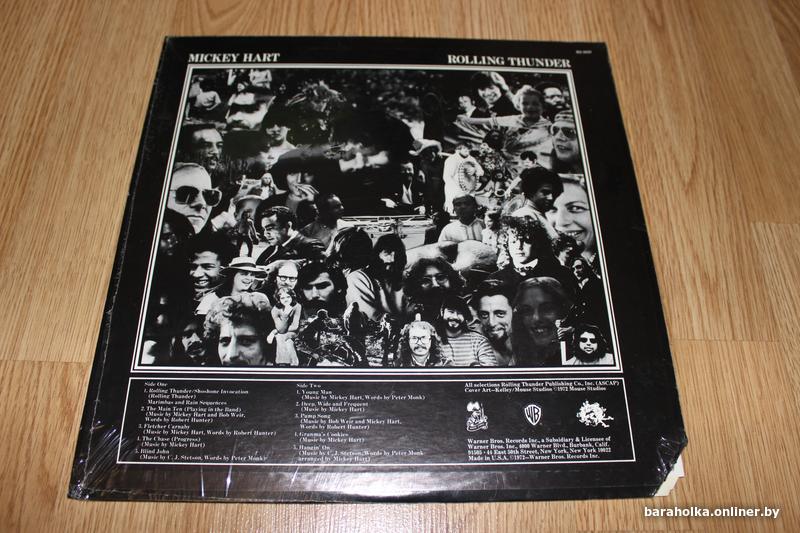 MICKEY HART
ROLLING THUNDER
Side One
1. Rolling Thunder/Shoshone Invocation
(Rolling Thunder)
Marimbas and Rain Sequences
2. The Main Ten (Playing in the Band)
(Music by Mickey Hart and Bob Weir,
Words by Robert Hunter)
3. Fletcher Carnaby
(Music by Mickey Hart, Words by Robert Hunter)
4. The Chase (Progress)
(Music by Mickey Hart)
5. Blind John
(Music by C. J. Stetson, Words by Peter Monk)
Side Two
1. Young Man
(Music by Mickey Hart, Words by Peter Monk)
2. Deep, Wide and Frequent
(Music by Mickey Hart)
3. Pump Song
(Music by Bob Weir and Mickey Hart,
Words by Robert Hunter)
4. Granma's Cookies
(Music by Mickey Hart)
5. Hangin' On
(Music by C. J. Stetson, Words by Peter Monk
arranged by Mickey Hart)
All selections Rolling Thunder Publishing Co., Inc. (ASCAP)
Cover Art—Kelley/Mouse Studios ©1972 Mouse Studios
WB
Warner Bros. Records Inc., a Subsidiary & Licensee of
Warner Bros. Inc., 4000 Warner Blvd., Burbank, Calif.
91505 • 44 East 50th Street, New York, New York 10022
Made in U.S.A. ©1972—Warner Bros. Records Inc.
baraholka.onliner.by